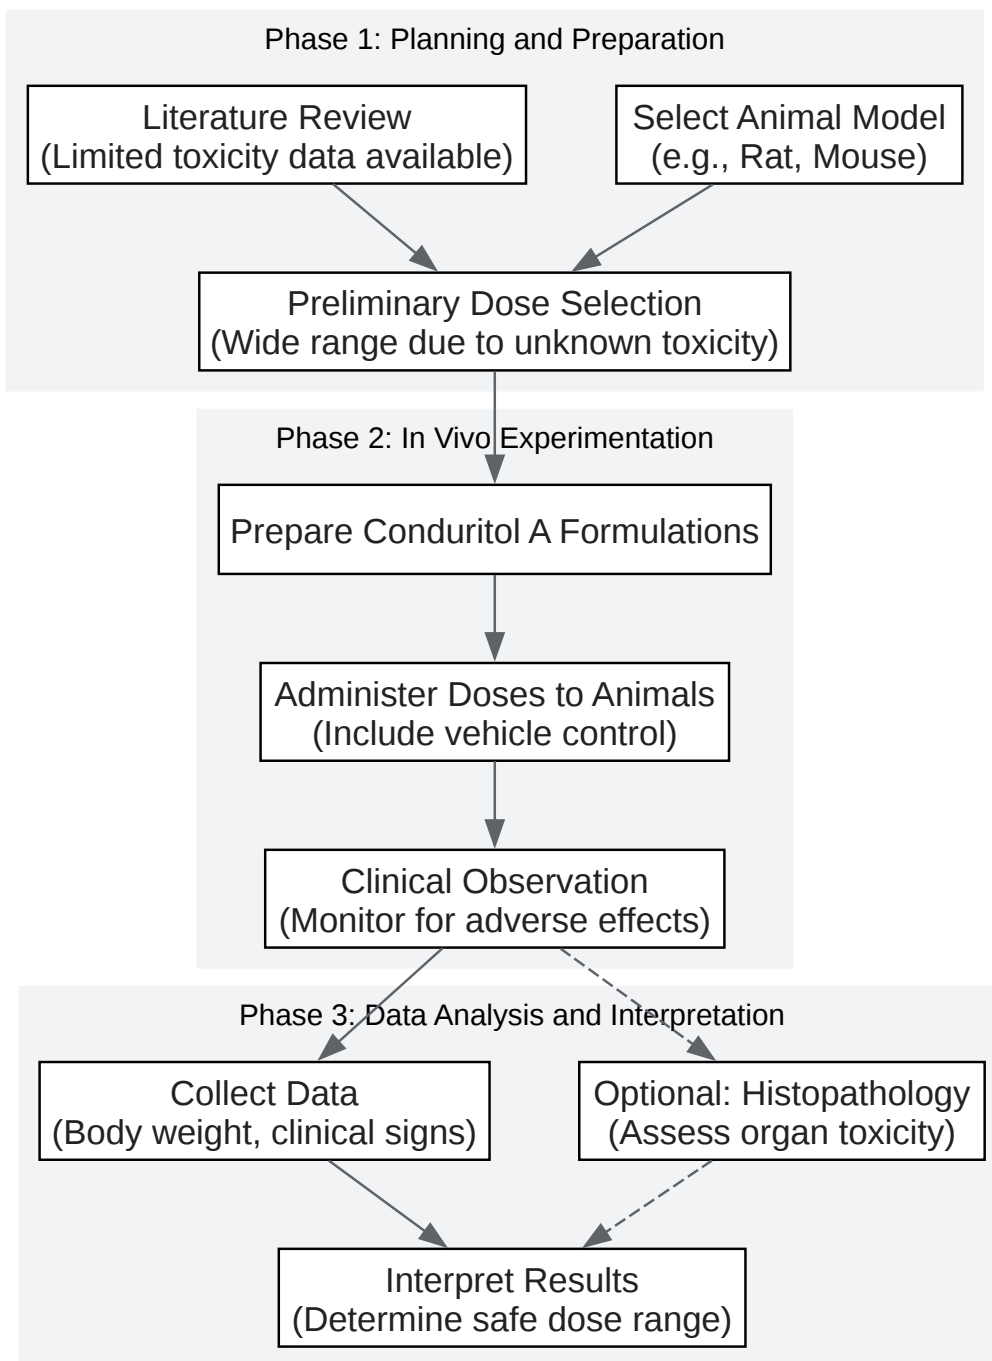 Phase 1: Planning and Preparation
Literature Review
(Limited toxicity data available)
Select Animal Model
(e.g., Rat, Mouse)
Preliminary Dose Selection
(Wide range due to unknown toxicity)
Phase 2: In Vivo Experimentation
Prepare Conduritol A Formulations
Administer Doses to Animals
(Include vehicle control)
Clinical Observation
(Monitor for adverse effects)
Phase 3: Data Analysis and Interpretation
Collect Data
(Body weight, clinical signs)
Optional: Histopathology
(Assess organ toxicity)
Interpret Results
(Determine safe dose range)